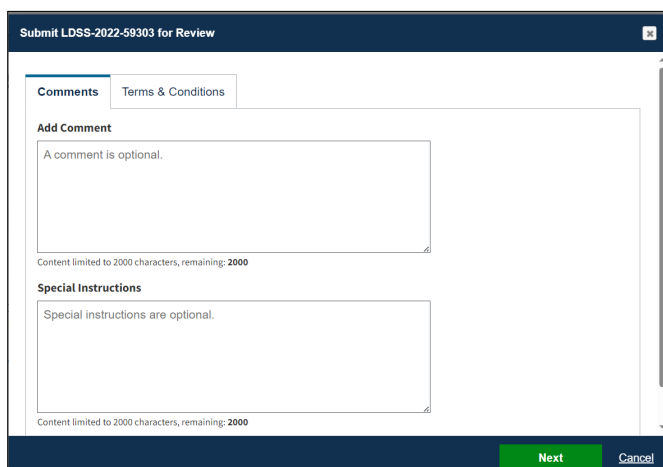 Submit LDSS-2022-59303 for Review
Comments
Terms & Conditions
Add Comment
A comment is optional.
Content limited to 2000 characters, remaining: 2000
Special Instructions
Special instructions are optional.
Content limited to 2000 characters, remaining: 2000
Next
Cancel